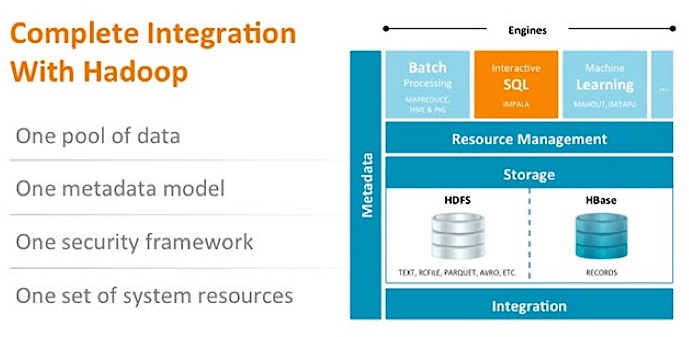 Complete Integration
With Hadoop
One pool of data
One metadata model
One security framework
One set of system resources
Engines
Batch
Processing
MAPREDUCE,
HIVE & PIG
Interactive
SQL
IMPALA
Machine
Learning
MAHOUT, DATAFU
...
Metadata
Resource Management
Storage
HDFS
TEXT, RCFILE, PARQUET, AVRO, ETC.
HBase
RECORDS
Integration